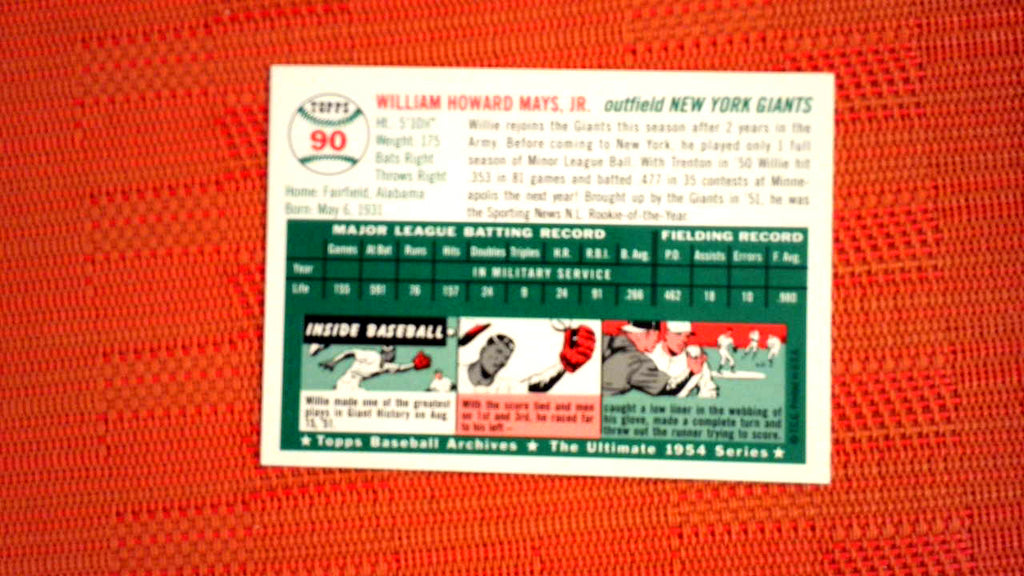 TOPPS
90
WILLIAM HOWARD MAYS, JR. outfield NEW YORK GIANTS
Ht. 5'10½"
Weight 175
Bats Right
Throws Right
Home: Fairfield, Alabama
Born: May 6, 1931
Willie rejoins the Giants this season after 2 years in the
Army. Before coming to New York, he played only 1 full
season of Minor League Ball. With Trenton in '50 Willie hit
.353 in 81 games and batted .477 in 35 contests at Minne-
apolis the next year! Brought up by the Giants in '51, he was
the Sporting News N.L. Rookie-of-the-Year.
MAJOR LEAGUE BATTING RECORD FIELDING RECORD
Games At Bat Runs Hits Doubles Triples H.R. R.B.I. B. Avg. P.O. Assists Errors F. Avg.
Year IN MILITARY SERVICE
Life 155 591 76 157 24 24 91 .266 462 18 10 .980
INSIDE BASEBALL
Willie made one of the greatest
plays in Giant History on Aug.
15, '51.
With the score tied and men
on 1st and 3rd, he raced far
to his left –
caught a low liner in the webbing of
his glove, made a complete turn and
threw out the runner trying to score.
★ Topps Baseball Archives ★ The Ultimate 1954 Series ★